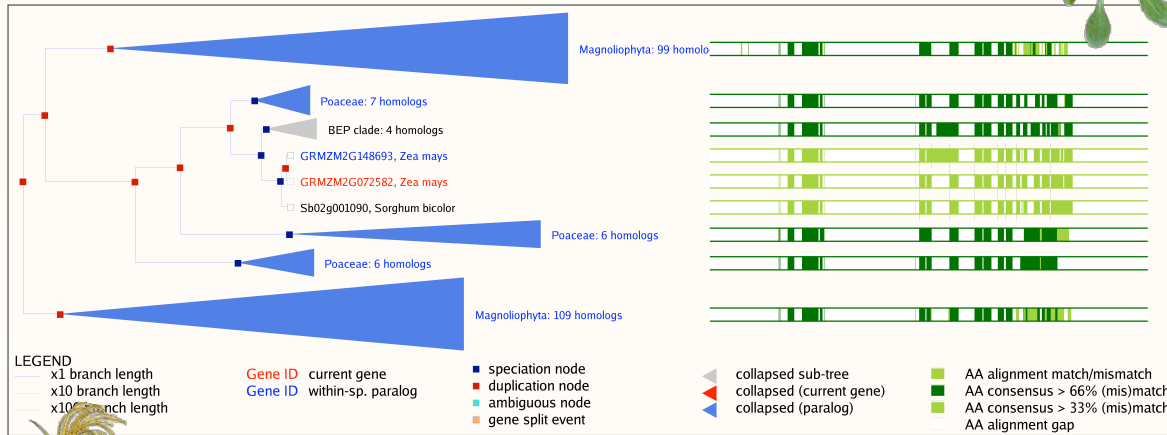 Magnoliophyta: 99 homolo
Poaceae: 7 homologs
BEP clade: 4 homologs
GRMZM2G148693, Zea mays
GRMZM2G072582, Zea mays
Sb02g001090, Sorghum bicolor
Poaceae: 6 homologs
Poaceae: 6 homologs
Magnoliophyta: 109 homologs
LEGEND
x1 branch length
x10 branch length
branch length
Gene ID current gene
Gene ID within-sp. paralog
speciation node
duplication node
ambiguous node
gene split event
collapsed sub-tree
collapsed (current gene)
collapsed (paralog)
AA alignment match/mismatch
AA consensus > 66% (mis)match
AA consensus > 33% (mis)match
AA alignment gap